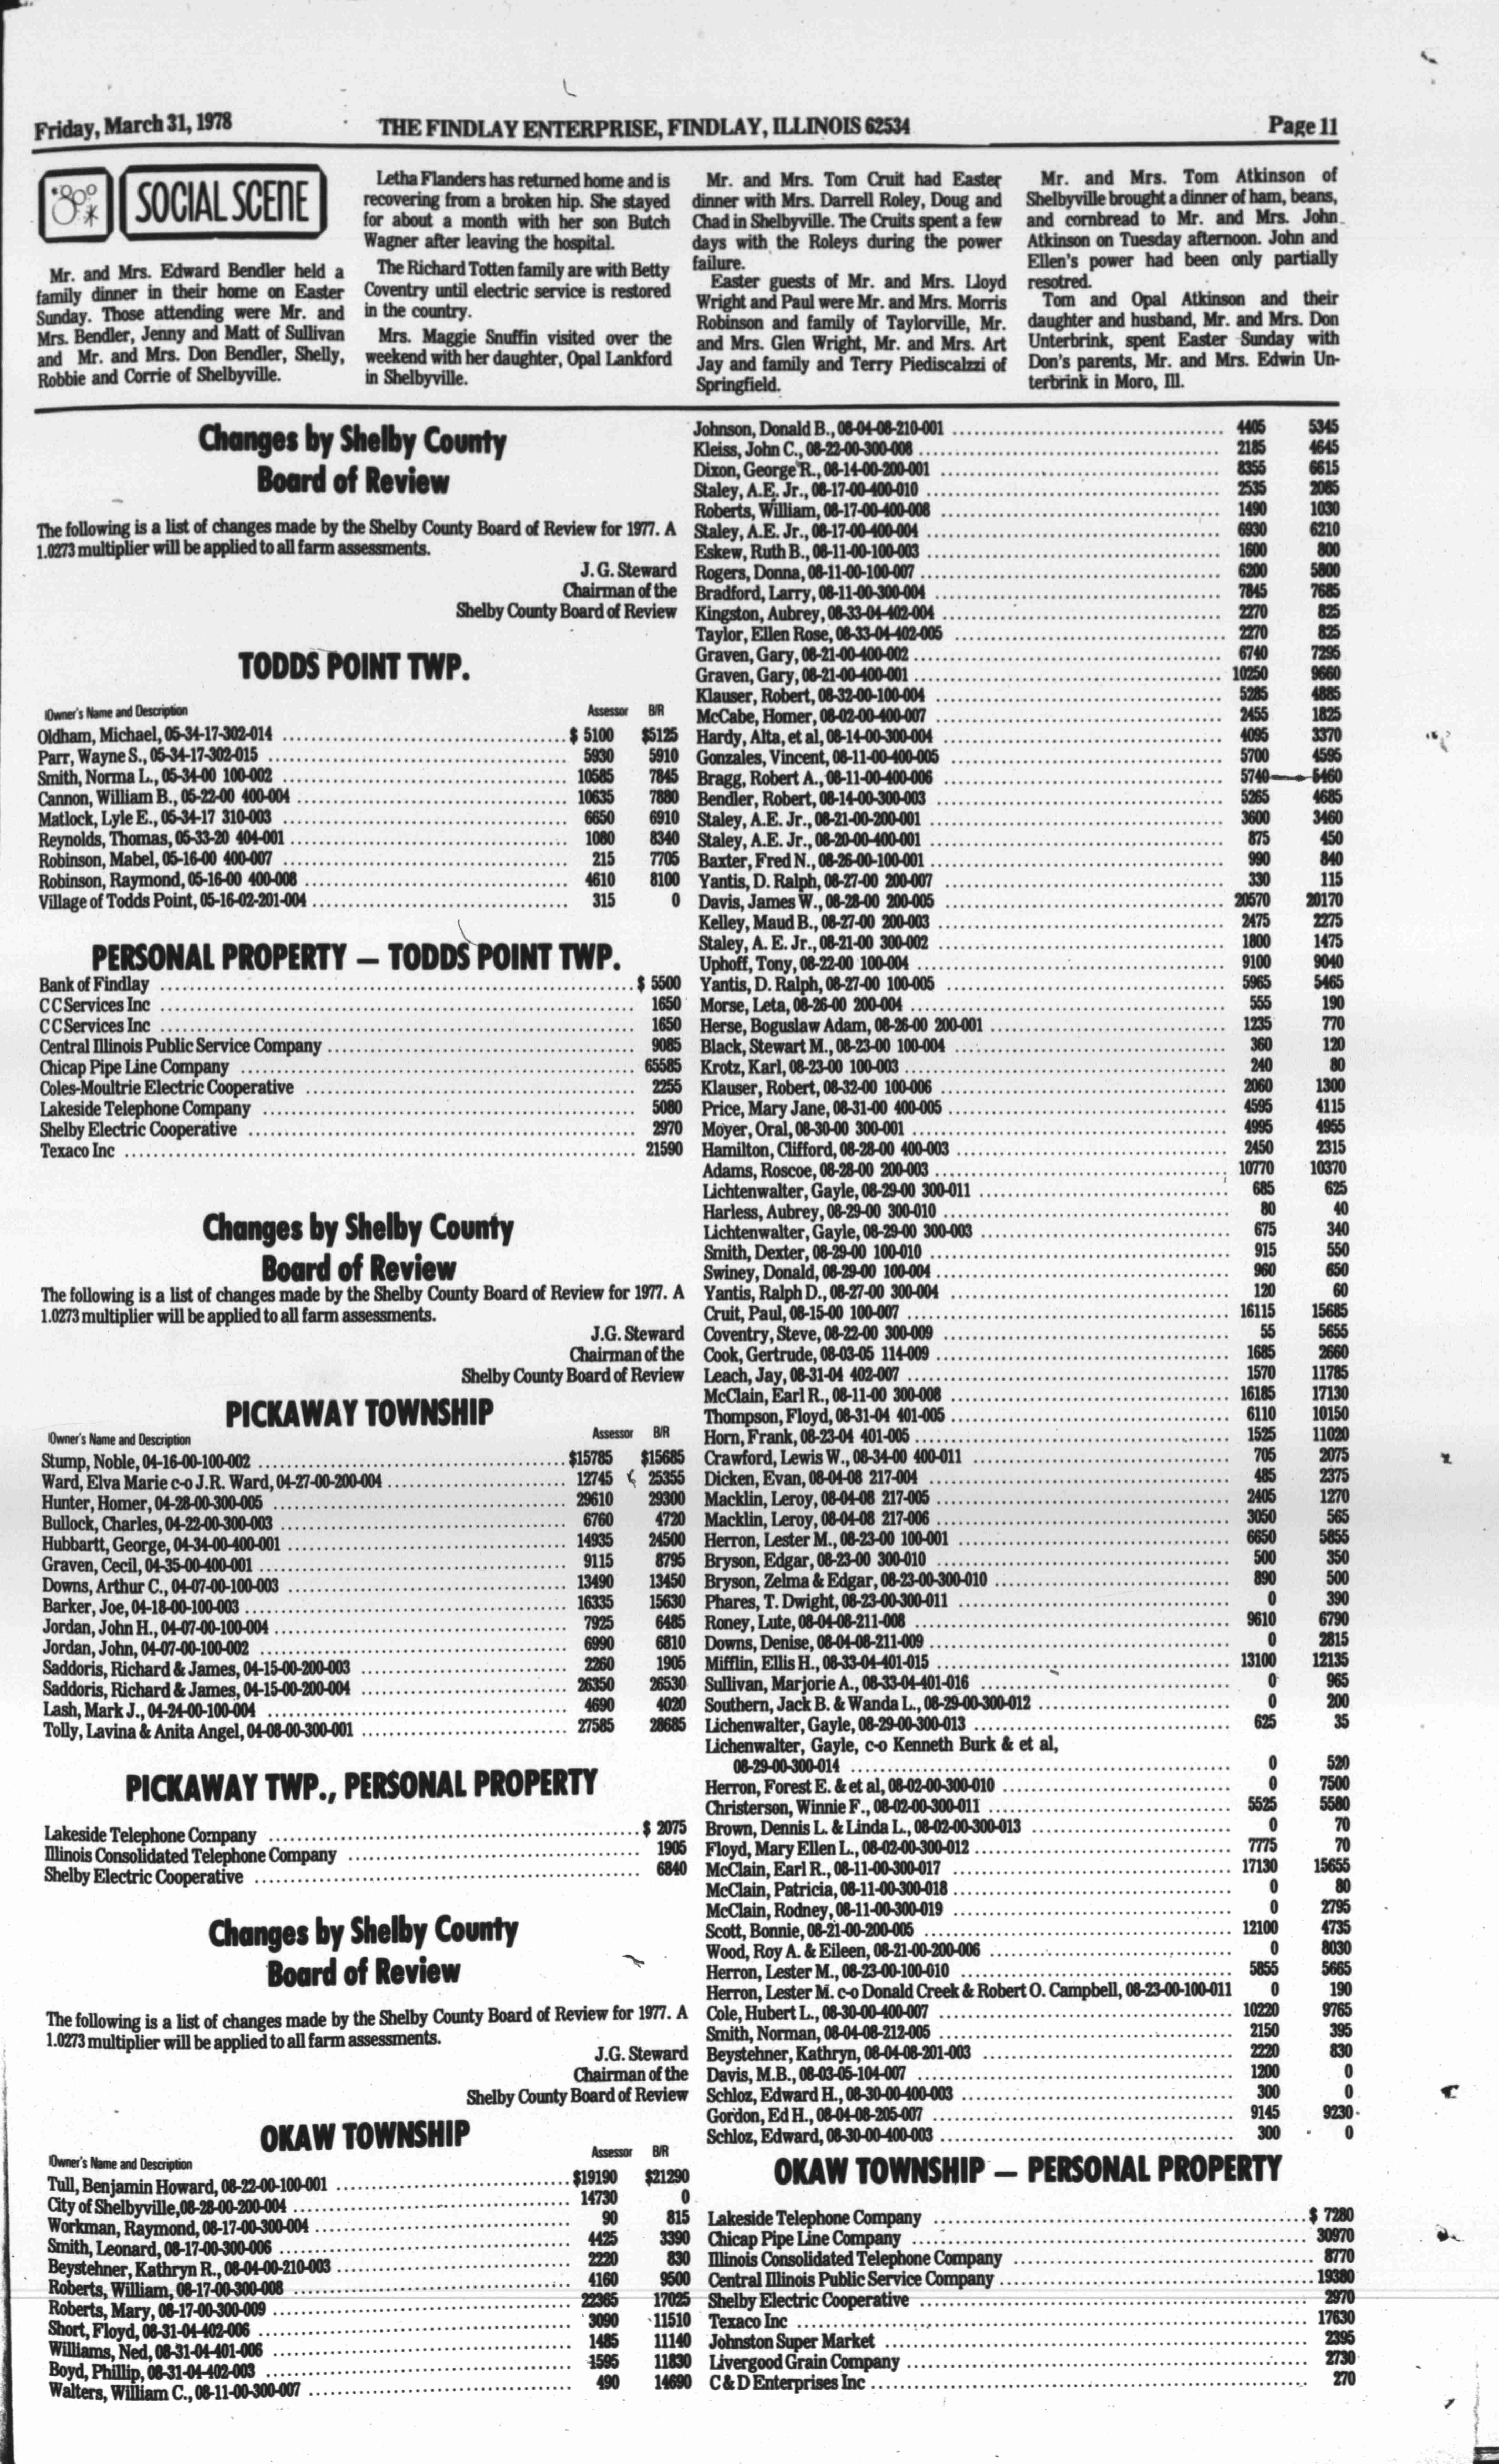 Friday, March 31, 1978
THE FINDLAY ENTERPRISE, FINDLAY, ILLINOIS 62534
Page 11
SOCIAL SCENE
Mr. and Mrs. Edward Bendler held a
family dinner in their home on Easter
Sunday. Those attending were Mr. and
Mrs. Bendler, Jenny and Matt of Sullivan
and Mr. and Mrs. Don Bendler, Shelly,
Robbie and Corrie of Shelbyville.
Letha Flanders has returned home and is
recovering from a broken hip. She stayed
for about a month with her son Butch
Wagner after leaving the hospital.
The Richard Totten family are with Betty
Coventry until electric service is restored
in the country.
Mrs. Maggie Snuffin visited over the
weekend with her daughter, Opal Lankford
in Shelbyville.
Mr. and Mrs. Tom Cruit had Easter
dinner with Mrs. Darrell Roley, Doug and
Chad in Shelbyville. The Cruits spent a few
days with the Roleys during the power
failure.
Easter guests of Mr. and Mrs. Lloyd
Wright and Paul were Mr. and Mrs. Morris
Robinson and family of Taylorville, Mr.
and Mrs. Glen Wright, Mr. and Mrs. Art
Jay and family and Terry Piediscalzzi of
Springfield.
Mr. and Mrs. Tom Atkinson of
Shelbyville brought a dinner of ham, beans,
and cornbread to Mr. and Mrs. John
Atkinson on Tuesday afternoon. John and
Ellen's power had been only partially
resotred.
Tom and Opal Atkinson and their
daughter and husband, Mr. and Mrs. Don
Unterbrink, spent Easter Sunday with
Don's parents, Mr. and Mrs. Edwin Un-
terbrink in Moro, Ill.
Changes by Shelby County
Board of Review
The following is a list of changes made by the Shelby County Board of Review for 1977. A
1.0273 multiplier will be applied to all farm assessments.
J. G. Steward
Chairman of the
Shelby County Board of Review
TODDS POINT TWP.
Owner's Name and Description Assessor B/R
Oldham, Michael, 05-34-17-302-014 $ 5100 $5125
Parr, Wayne S., 05-34-17-302-015 5930 5910
Smith, Norma L., 05-34-00 100-002 10585 7845
Cannon, William B., 05-22-00 400-004 10635 7880
Matlock, Lyle E., 05-34-17 310-003 6650 6910
Reynolds, Thomas, 05-33-20 404-001 1080 8340
Robinson, Mabel, 05-16-00 400-007 215 7705
Robinson, Raymond, 05-16-00 400-008 4610 8100
Village of Todds Point, 05-16-02-201-004 315 0
PERSONAL PROPERTY — TODDS POINT TWP.
Bank of Findlay $ 5500
C C Services Inc 1650
C C Services Inc 1650
Central Illinois Public Service Company 9085
Chicap Pipe Line Company 65585
Coles-Moultrie Electric Cooperative 2255
Lakeside Telephone Company 5080
Shelby Electric Cooperative 2970
Texaco Inc 21590
Changes by Shelby County
Board of Review
The following is a list of changes made by the Shelby County Board of Review for 1977. A
1.0273 multiplier will be applied to all farm assessments.
J.G. Steward
Chairman of the
Shelby County Board of Review
PICKAWAY TOWNSHIP
Owner's Name and Description Assessor B/R
Stump, Noble, 04-16-00-100-002 $15785 $15685
Ward, Elva Marie c-o J.R. Ward, 04-27-00-200-004 12745 25355
Hunter, Homer, 04-28-00-300-005 29610 29300
Bullock, Charles, 04-22-00-300-003 6760 4720
Hubbartt, George, 04-34-00-400-001 14935 24500
Graven, Cecil, 04-35-00-400-001 9115 8795
Downs, Arthur C., 04-07-00-100-003 13490 13450
Barker, Joe, 04-18-00-100-003 16335 15630
Jordan, John H., 04-07-00-100-004 7925 6485
Jordan, John, 04-07-00-100-002 6990 6810
Saddoris, Richard & James, 04-15-00-200-003 2260 1905
Saddoris, Richard & James, 04-15-00-200-004 26350 26530
Lash, Mark J., 04-24-00-100-004 4690 4020
Tolly, Lavina & Anita Angel, 04-08-00-300-001 27585 28685
PICKAWAY TWP., PERSONAL PROPERTY
Lakeside Telephone Company $ 2075
Illinois Consolidated Telephone Company 1905
Shelby Electric Cooperative 6840
Changes by Shelby County
Board of Review
The following is a list of changes made by the Shelby County Board of Review for 1977. A
1.0273 multiplier will be applied to all farm assessments.
J.G. Steward
Chairman of the
Shelby County Board of Review
OKAW TOWNSHIP
Owner's Name and Description Assessor B/R
Tull, Benjamin Howard, 08-22-00-100-001 $19190 $21290
City of Shelbyville, 08-28-00-200-004 14730 0
Workman, Raymond, 08-17-00-300-004 90 815
Smith, Leonard, 08-17-00-300-006 4425 3390
Beystehner, Kathryn R., 08-04-00-210-003 2220 830
Roberts, William, 08-17-00-300-008 4160 9500
Roberts, Mary, 08-17-00-300-009 22365 17025
Short, Floyd, 08-31-04-402-006 3090 11510
Williams, Ned, 08-31-04-401-006 1485 11140
Boyd, Phillip, 08-31-04-402-003 1595 11830
Walters, William C., 08-11-00-300-007 490 14690
Johnson, Donald B., 08-04-08-210-001 4405 5345
Kleiss, John C., 08-22-00-300-008 2185 4645
Dixon, George R., 08-14-00-200-001 8355 6615
Staley, A.E. Jr., 08-17-00-400-010 2535 2085
Roberts, William, 08-17-00-400-008 1490 1030
Staley, A.E. Jr., 08-17-00-400-004 6930 6210
Eskew, Ruth B., 08-11-00-100-003 1600 800
Rogers, Donna, 08-11-00-100-007 6200 5800
Bradford, Larry, 08-11-00-300-004 7845 7685
Kingston, Aubrey, 08-33-04-402-004 2270 825
Taylor, Ellen Rose, 08-33-04-402-005 2270 825
Graven, Gary, 08-21-00-400-002 6740 7295
Graven, Gary, 08-21-00-400-001 10250 9660
Klauser, Robert, 08-32-00-100-004 5285 4885
McCabe, Homer, 08-02-00-400-007 2455 1825
Hardy, Alta, et al, 08-14-00-300-004 4095 3370
Gonzales, Vincent, 08-11-00-400-005 5700 4595
Bragg, Robert A., 08-11-00-400-006 5740 5460
Bendler, Robert, 08-14-00-300-003 5265 4685
Staley, A.E. Jr., 08-21-00-200-001 3600 3460
Staley, A.E. Jr., 08-20-00-400-001 875 450
Baxter, Fred N., 08-26-00-100-001 990 840
Yantis, D. Ralph, 08-27-00 200-007 330 115
Davis, James W., 08-28-00 200-005 20570 20170
Kelley, Maud B., 08-27-00 200-003 2475 2275
Staley, A. E. Jr., 08-21-00 300-002 1800 1475
Uphoff, Tony, 08-22-00 100-004 9100 9040
Yantis, D. Ralph, 08-27-00 100-005 5965 5465
Morse, Leta, 08-26-00 200-004 555 190
Herse, Boguslaw Adam, 08-26-00 200-001 1235 770
Black, Stewart M., 08-23-00 100-004 360 120
Krotz, Karl, 08-23-00 100-003 240 80
Klauser, Robert, 08-32-00 100-006 2060 1300
Price, Mary Jane, 08-31-00 400-005 4595 4115
Moyer, Oral, 08-30-00 300-001 4995 4955
Hamilton, Clifford, 08-28-00 400-003 2450 2315
Adams, Roscoe, 08-28-00 200-003 10770 10370
Lichtenwalter, Gayle, 08-29-00 300-011 685 625
Harless, Aubrey, 08-29-00 300-010 80 40
Lichtenwalter, Gayle, 08-29-00 300-003 675 340
Smith, Dexter, 08-29-00 100-010 915 550
Swiney, Donald, 08-29-00 100-004 960 650
Yantis, Ralph D., 08-27-00 300-004 120 60
Cruit, Paul, 08-15-00 100-007 16115 15685
Coventry, Steve, 08-22-00 300-009 55 5655
Cook, Gertrude, 08-03-05 114-009 1685 2660
Leach, Jay, 08-31-04 402-007 1570 11785
McClain, Earl R., 08-11-00 300-008 16185 17130
Thompson, Floyd, 08-31-04 401-005 6110 10150
Horn, Frank, 08-23-04 401-005 1525 11020
Crawford, Lewis W., 08-34-00 400-011 705 2075
Dicken, Evan, 08-04-08 217-004 485 2375
Macklin, Leroy, 08-04-08 217-005 2405 1270
Macklin, Leroy, 08-04-08 217-006 3050 565
Herron, Lester M., 08-23-00 100-001 6650 5855
Bryson, Edgar, 08-23-00 300-010 500 350
Bryson, Zelma & Edgar, 08-23-00-300-010 890 500
Phares, T. Dwight, 08-23-00-300-011 0 390
Roney, Lute, 08-04-08-211-008 9610 6790
Downs, Denise, 08-04-08-211-009 0 2815
Mifflin, Ellis H., 08-33-04-401-015 13100 12135
Sullivan, Marjorie A., 08-33-04-401-016 0 965
Southern, Jack B. & Wanda L., 08-29-00-300-012 0 200
Lichenwalter, Gayle, 08-29-00-300-013 625 35
Lichenwalter, Gayle, c-o Kenneth Burk & et al,
08-29-00-300-014 0 520
Herron, Forest E. & et al, 08-02-00-300-010 0 7500
Christerson, Winnie F., 08-02-00-300-011 5525 5580
Brown, Dennis L. & Linda L., 08-02-00-300-013 0 70
Floyd, Mary Ellen L., 08-02-00-300-012 7775 70
McClain, Earl R., 08-11-00-300-017 17130 15655
McClain, Patricia, 08-11-00-300-018 0 80
McClain, Rodney, 08-11-00-300-019 0 2795
Scott, Bonnie, 08-21-00-200-005 12100 4735
Wood, Roy A. & Eileen, 08-21-00-200-006 0 8030
Herron, Lester M., 08-23-00-100-010 5855 5665
Herron, Lester M. c-o Donald Creek & Robert O. Campbell, 08-23-00-100-011 0 190
Cole, Hubert L., 08-30-00-400-007 10220 9765
Smith, Norman, 08-04-08-212-005 2150 395
Beystehner, Kathryn, 08-04-08-201-003 2220 830
Davis, M.B., 08-03-05-104-007 1200 0
Schloz, Edward H., 08-30-00-400-003 300 0
Gordon, Ed H., 08-04-08-205-007 9145 9230
Schloz, Edward, 08-30-00-400-003 300 0
OKAW TOWNSHIP — PERSONAL PROPERTY
Lakeside Telephone Company $ 7280
Chicap Pipe Line Company 30970
Illinois Consolidated Telephone Company 8770
Central Illinois Public Service Company 19380
Shelby Electric Cooperative 2970
Texaco Inc 17630
Johnston Super Market 2395
Livergood Grain Company 2730
C & D Enterprises Inc 270